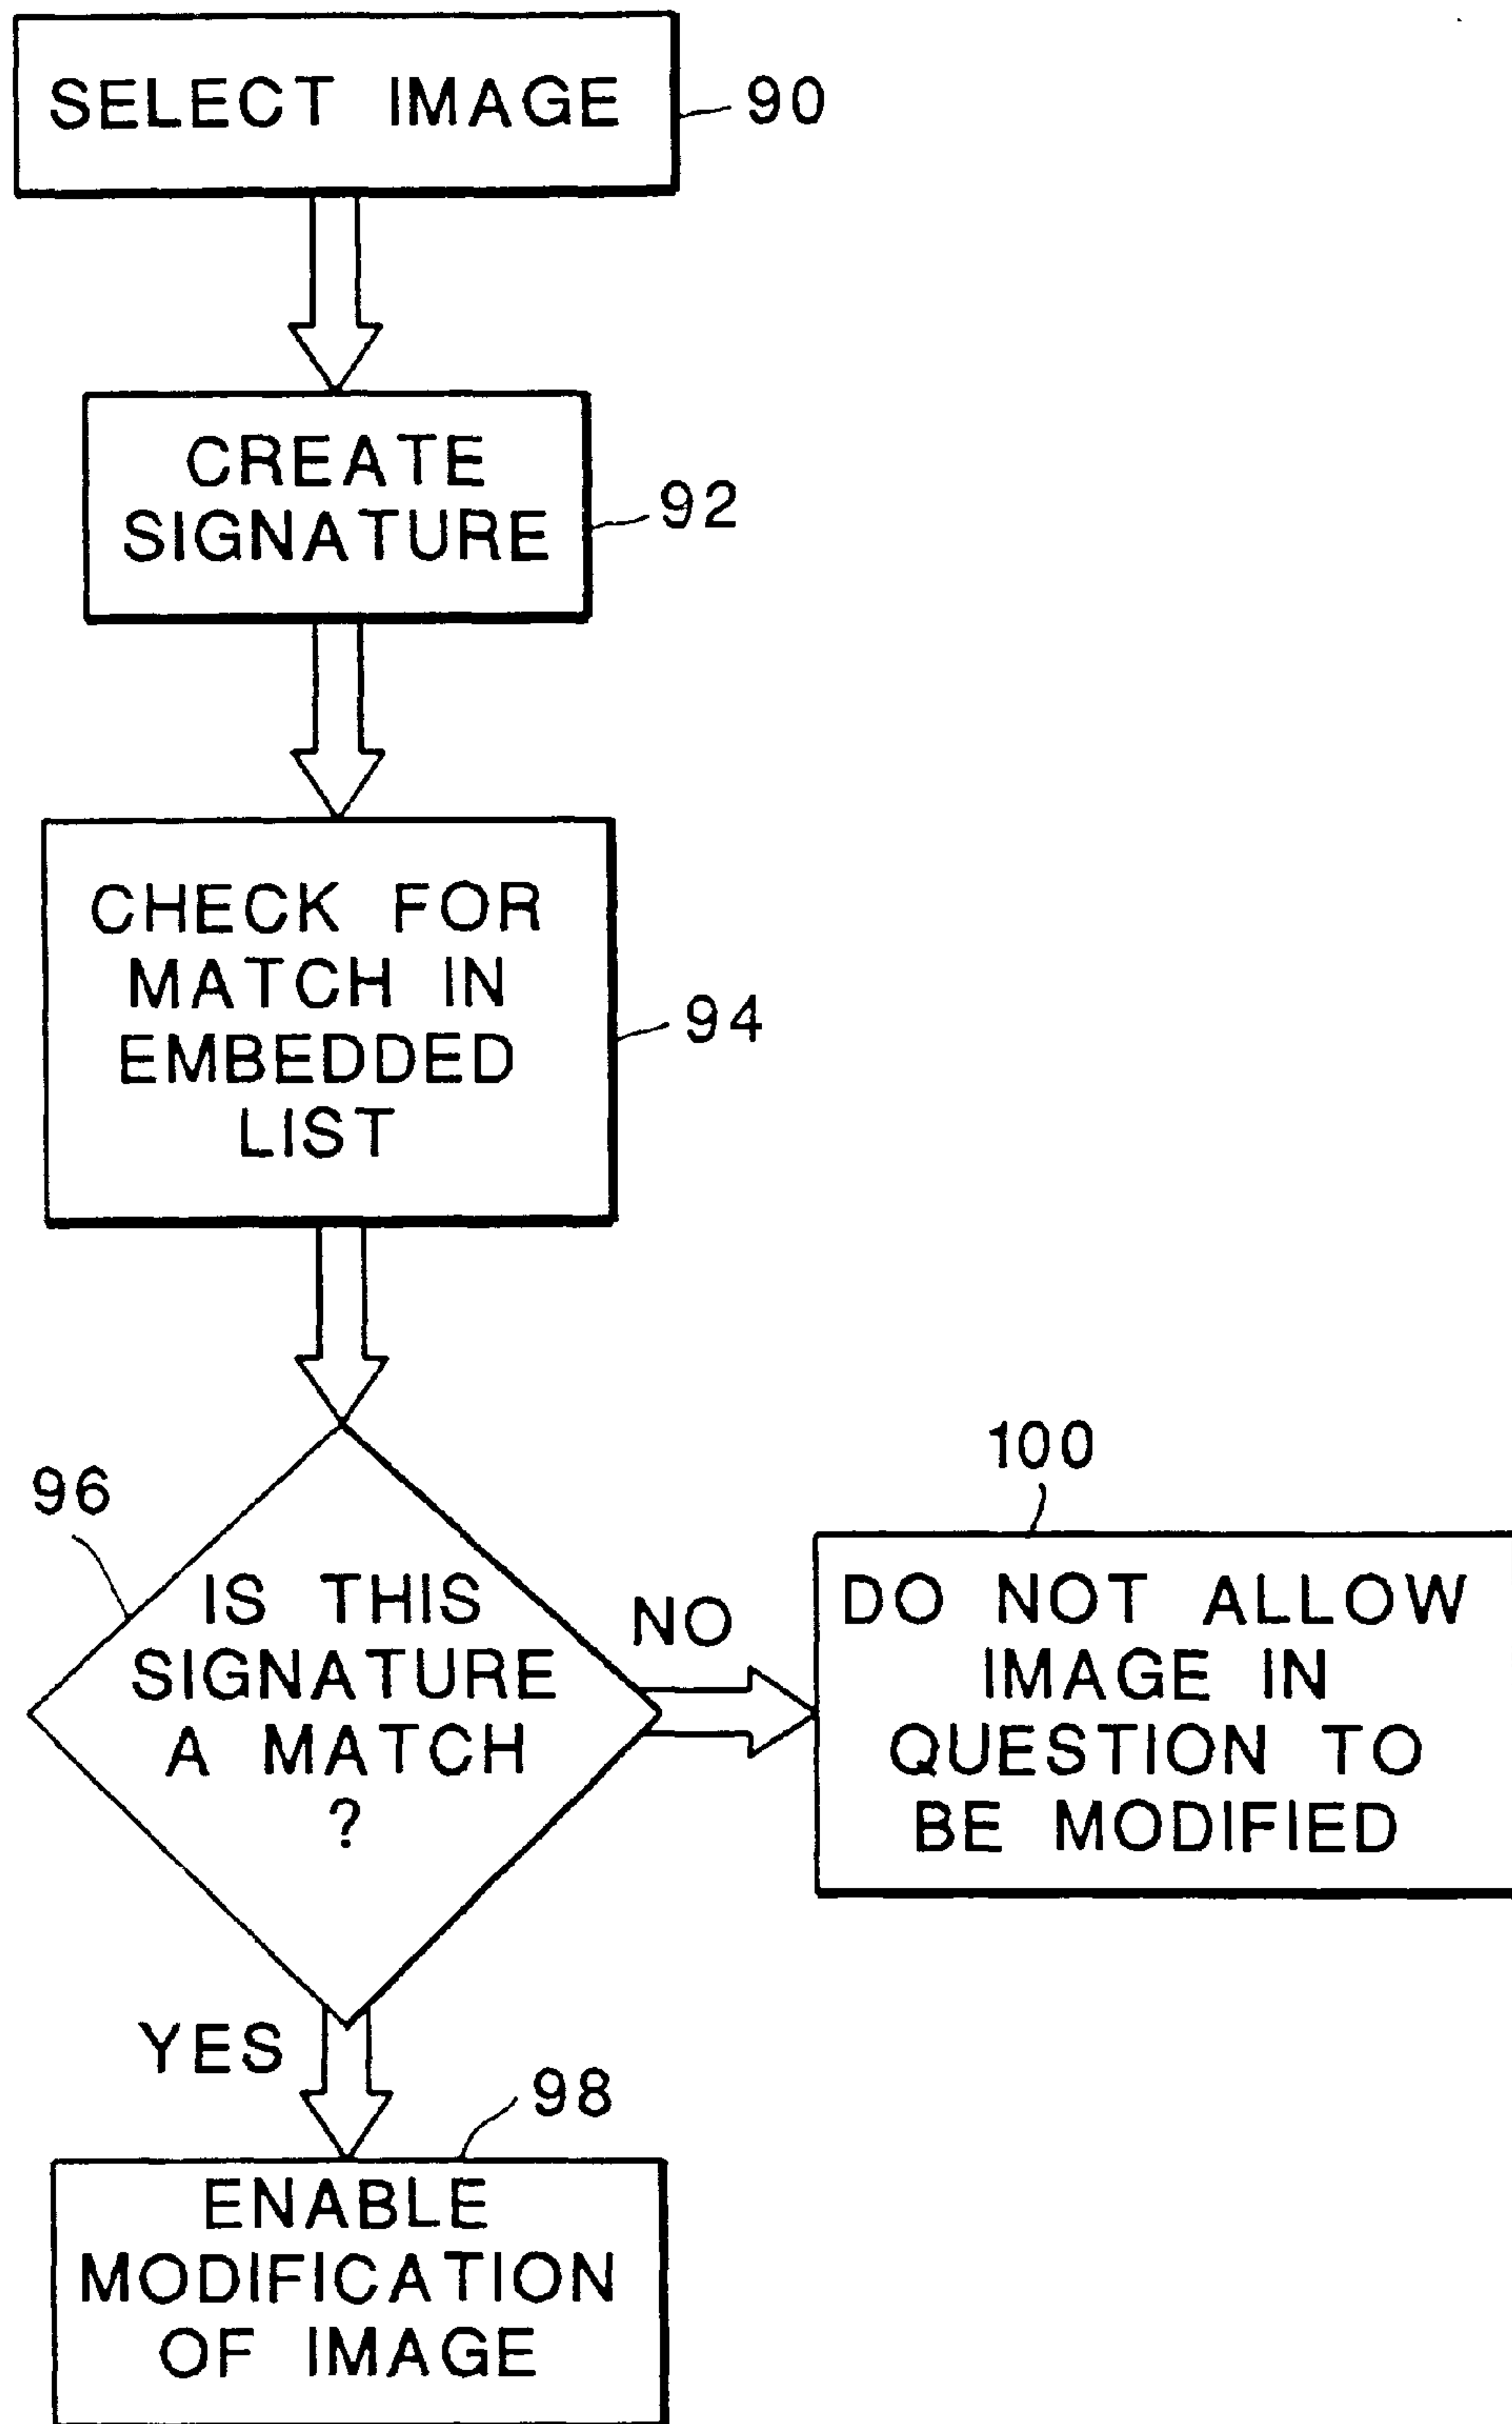 SELECT IMAGE
90
CREATE
SIGNATURE
92
CHECK FOR
MATCH IN
EMBEDDED
LIST
94
96
IS THIS
SIGNATURE
A MATCH
?
NO
100
DO NOT ALLOW
IMAGE IN
QUESTION TO
BE MODIFIED
YES
98
ENABLE
MODIFICATION
OF IMAGE